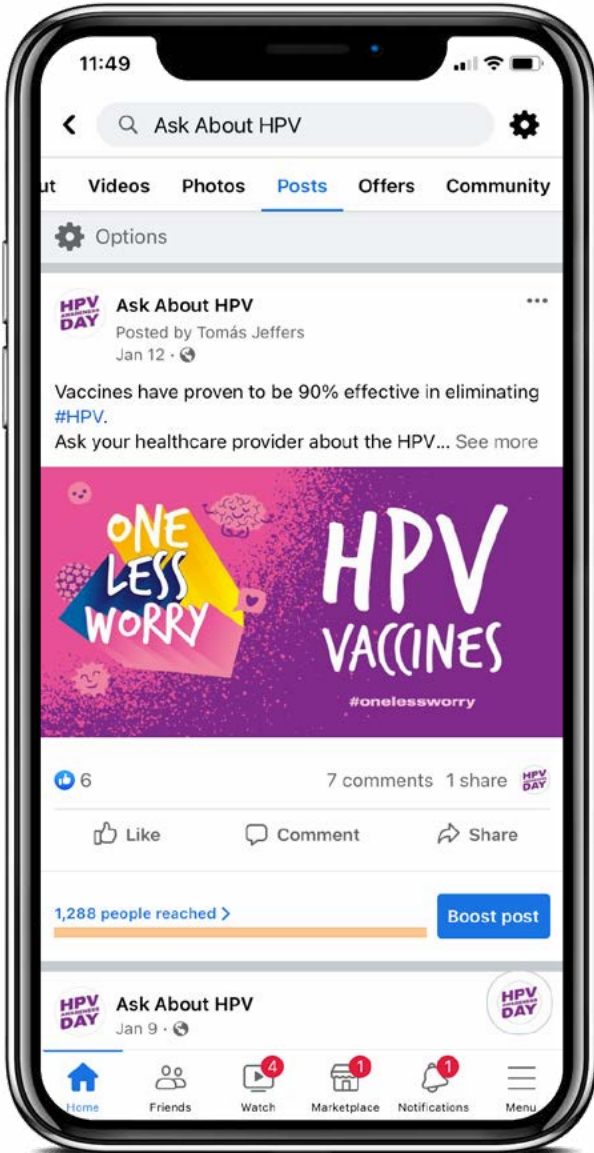 11:49
Ask About HPV
ut Videos Photos Posts Offers Community
Options
HPV
AWARENESS
DAY
Ask About HPV
Posted by Tomás Jeffers
Jan 12 ·
Vaccines have proven to be 90% effective in eliminating
#HPV.
Ask your healthcare provider about the HPV... See more
ONE
LESS
WORRY
HPV
VACCINES
#onelessworry
6 7 comments 1 share
HPV
DAY
Like Comment Share
1,288 people reached >
Boost post
HPV
AWARENESS
DAY
Ask About HPV
Jan 9 ·
HPV
AWARENESS
DAY
4 1 1
Home Friends Watch Marketplace Notifications Menu